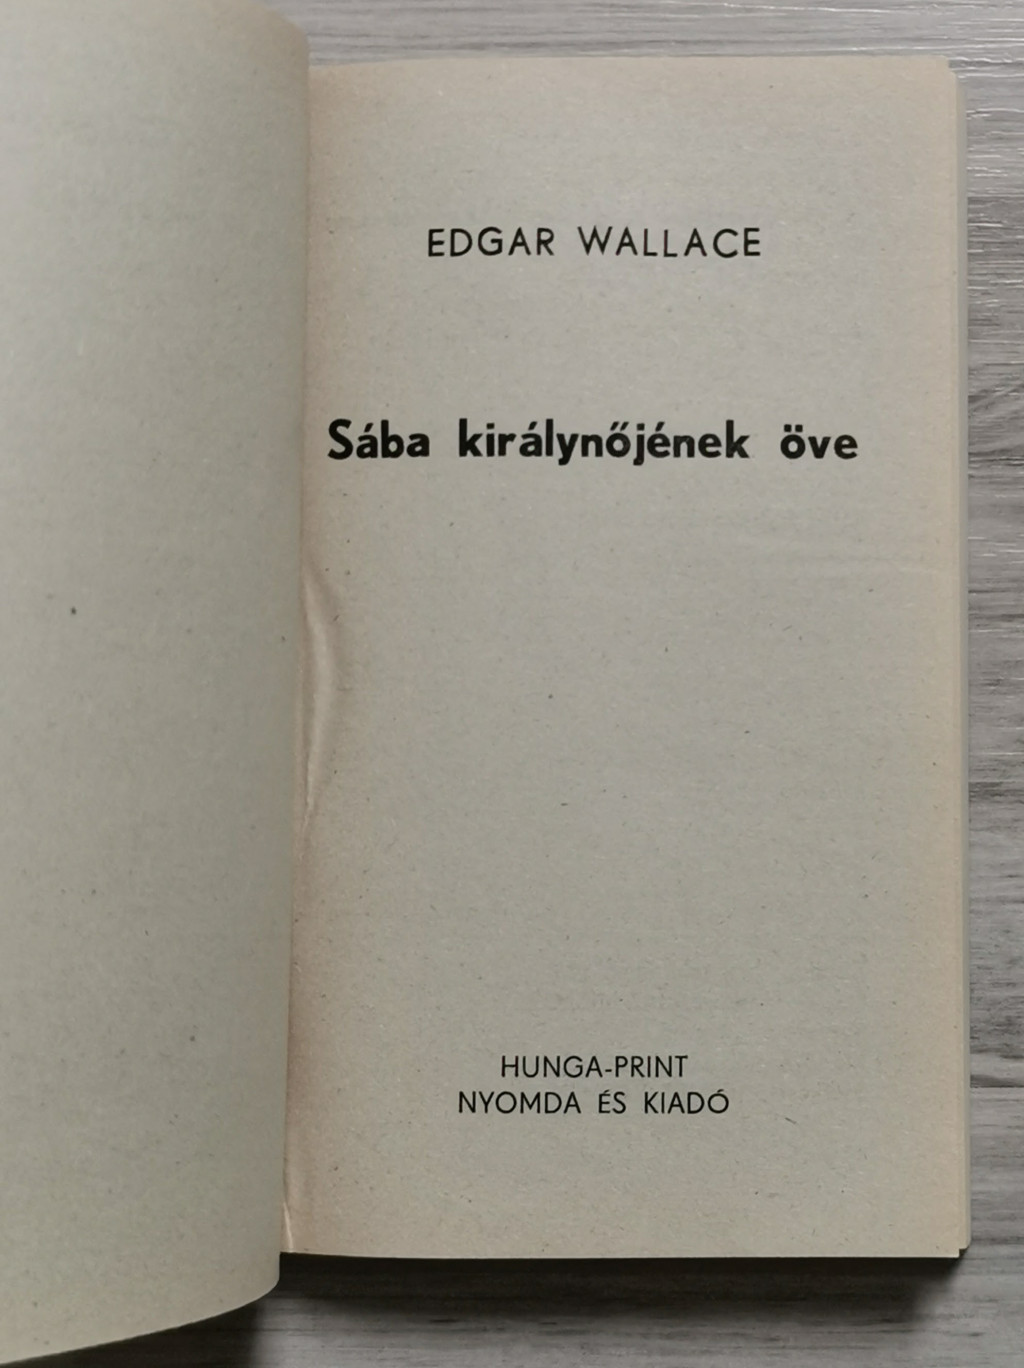 EDGAR WALLACE
Sába királynőjének öve
HUNGA-PRINT
NYOMDA ÉS KIADÓ